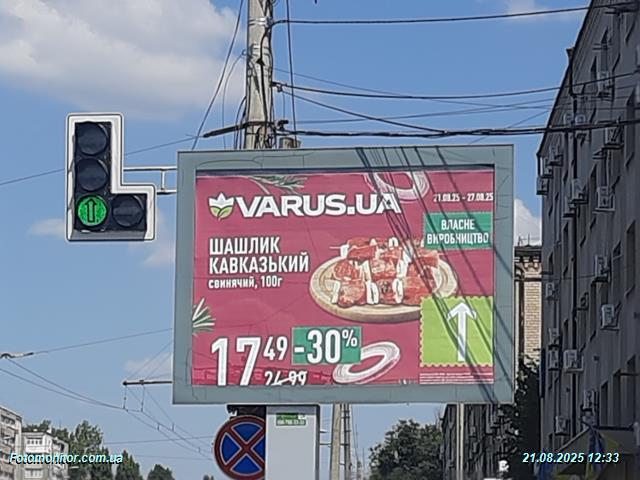 VARUS.UA
21.08.25 - 27.08.25
ВЛАСНЕ
ВИРОБНИЦТВО
ШАШЛИК
КАВКАЗЬКИЙ
свинячий, 100г
17 49 -30%
24.99
Fotomonitor.com.ua
21.08.2025 12:33